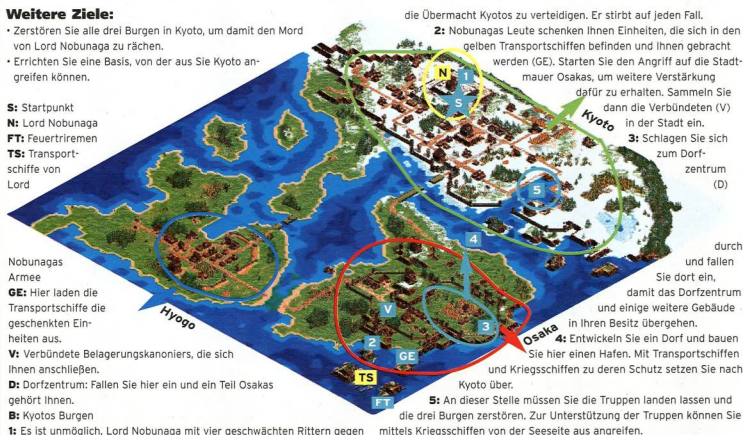 Weitere Ziele:
• Zerstören Sie alle drei Burgen in Kyoto, um damit den Mord
von Lord Nobunaga zu rächen.
• Errichten Sie eine Basis, von der aus Sie Kyoto an-
greifen können.
S: Startpunkt
N: Lord Nobunaga
FT: Feuertriremen
TS: Transport-
schiffe von
Lord
Nobunagas
Armee
GE: Hier laden die
Transportschiffe die
geschenkten Ein-
heiten aus.
V: Verbündete Belagerungskanoniers, die sich
Ihnen anschließen.
D: Dorfzentrum: Fallen Sie hier ein und ein Teil Osakas
gehört Ihnen.
B: Kyotos Burgen
1: Es ist unmöglich, Lord Nobunaga mit vier geschwächten Rittern gegen
die Übermacht Kyotos zu verteidigen. Er stirbt auf jeden Fall.
2: Nobunagas Leute schenken Ihnen Einheiten, die sich in den
gelben Transportschiffen befinden und Ihnen gebracht
werden (GE). Starten Sie den Angriff auf die Stadt-
mauer Osakas, um weitere Verstärkung
dafür zu erhalten. Sammeln Sie
dann die Verbündeten (V)
in der Stadt ein.
3: Schlagen Sie sich
zum Dorf-
zentrum
(D)
durch
und fallen
Sie dort ein,
damit das Dorfzentrum
und einige weitere Gebäude
in Ihren Besitz übergehen.
4: Entwickeln Sie ein Dorf und bauen
Sie hier einen Hafen. Mit Transportschiffen
und Kriegsschiffen zu deren Schutz setzen Sie nach
Kyoto über.
5: An dieser Stelle müssen Sie die Truppen landen lassen und
die drei Burgen zerstören. Zur Unterstützung der Truppen können Sie
mittels Kriegsschiffen von der Seeseite aus angreifen.
N
1
S
Kyoto
5
4
Hyogo
V
3
2
GE
Osaka
TS
FT